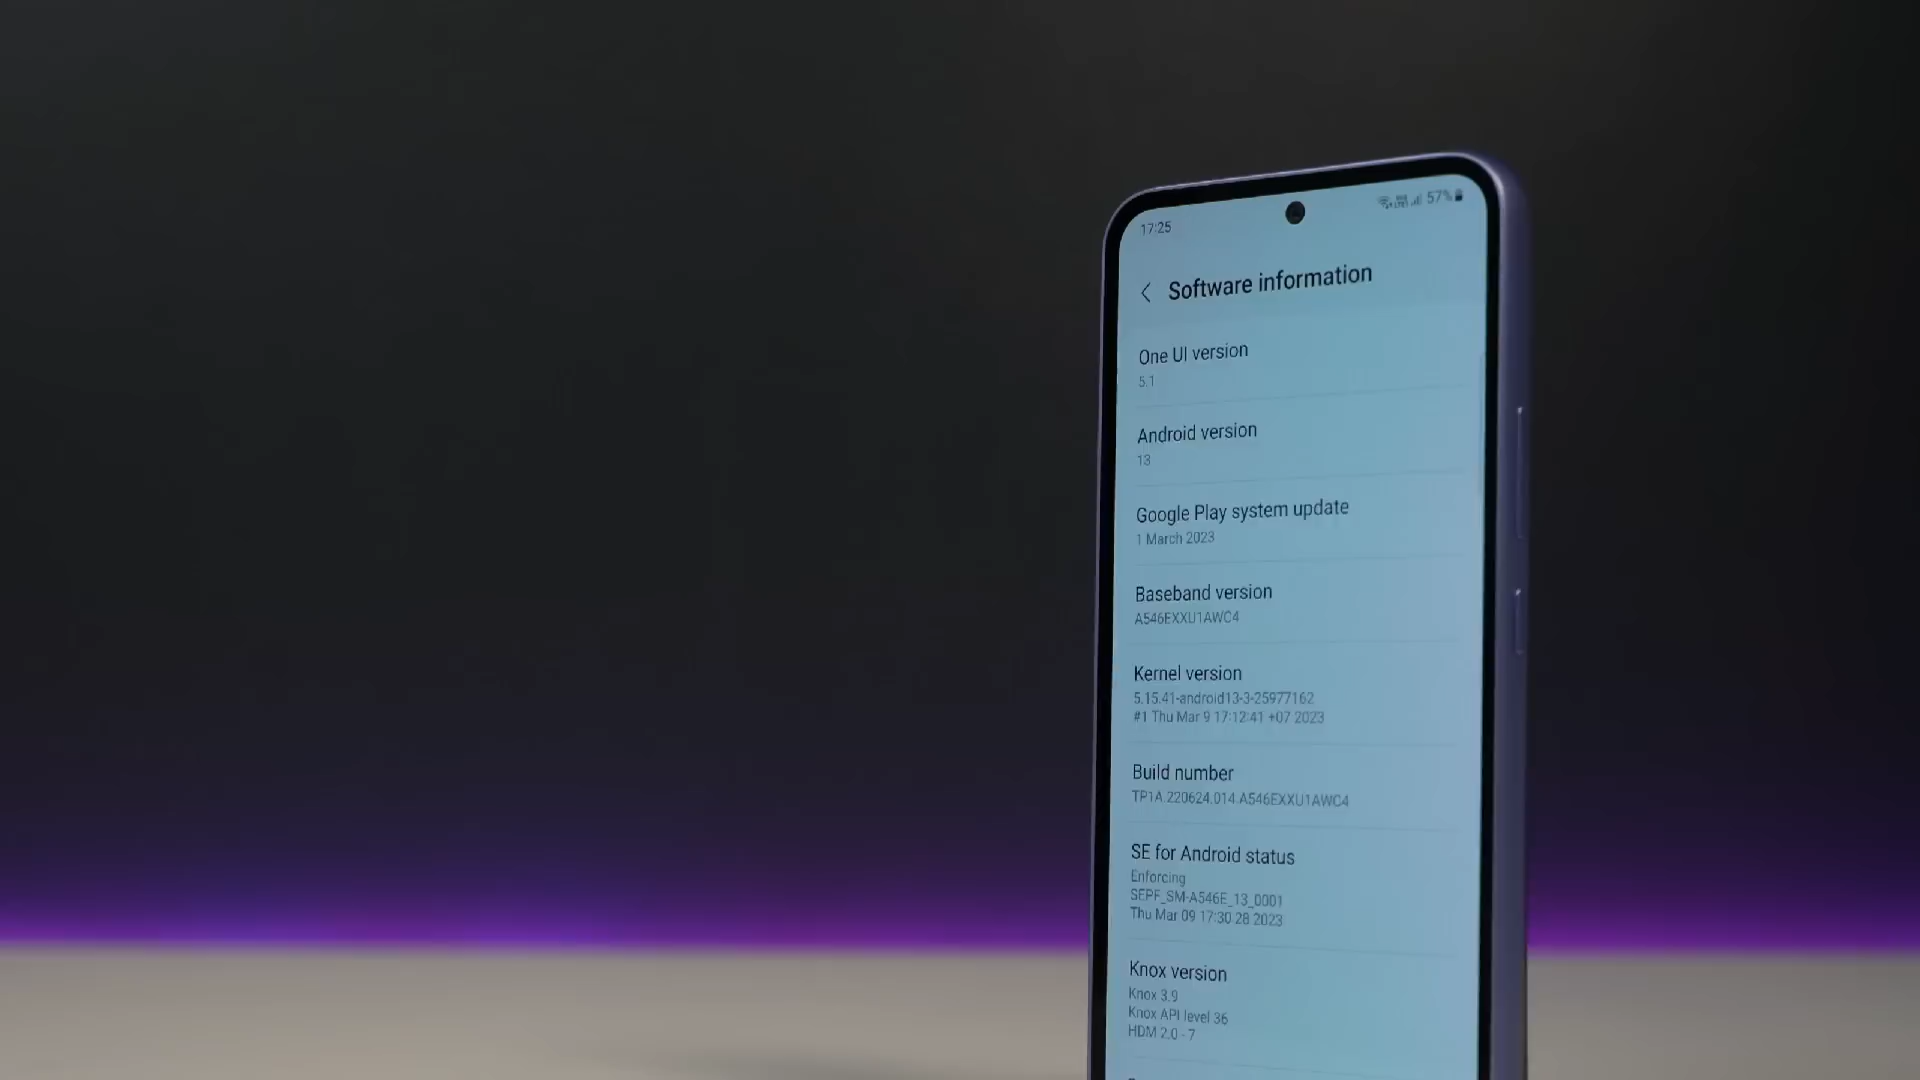 17:25
57%
Software information
One UI version
5.1
Android version
13
Google Play system update
1 March 2023
Baseband version
A546EXXU1AWC4
Kernel version
5.15.41-android13-3-25977162
#1 Thu Mar 9 17:12:41 +07 2023
Build number
TP1A.220624.014.A546EXXU1AWC4
SE for Android status
Enforcing
SEPF_SM-A546E_13_0001
Thu Mar 09 17:30:28 2023
Knox version
Knox 3.9
Knox API level 36
HDM 2.0 - 7